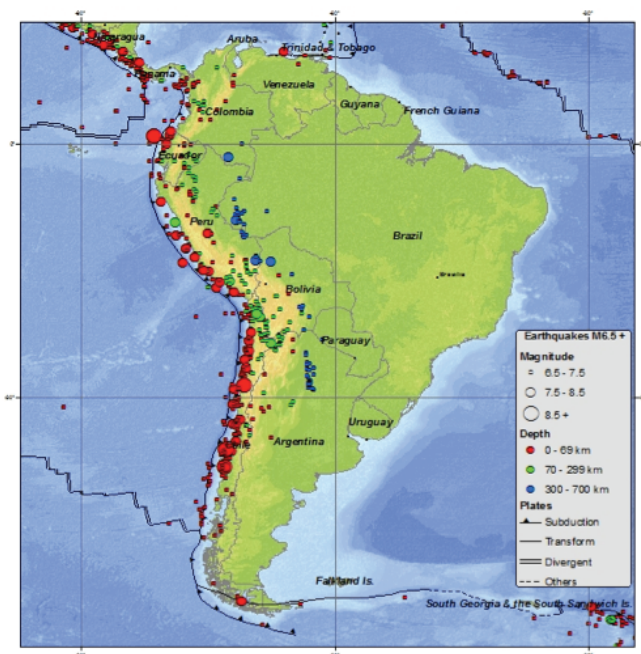 Nicaragua
Aruba
Trinidad & Tobago
Panama
Venezuela
Guyana
Colombia
French Guiana
Ecuador
Peru
Brazil
Brasilia
Bolivia
Paraguay
Uruguay
Chile
Argentina
Falkland Is.
South Georgia & the South Sandwich Is.
Earthquakes M6.5 +
Magnitude
6.5 - 7.5
7.5 - 8.5
8.5 +
Depth
0 - 69 km
70 - 299 km
300 - 700 km
Plates
Subduction
Transform
Divergent
Others